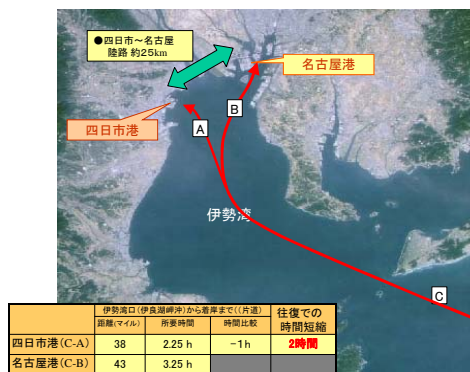 ●四日市～名古屋
陸路 約25km
名古屋港
B
四日市港
A
伊勢湾
C
伊勢湾口(伊良湖岬沖)から着岸まで((片道) 往復での
時間短縮
距離(マイル) 所要時間 時間比較
四日市港(C-A) 38 2.25 h -1h 2時間
名古屋港(C-B) 43 3.25 h